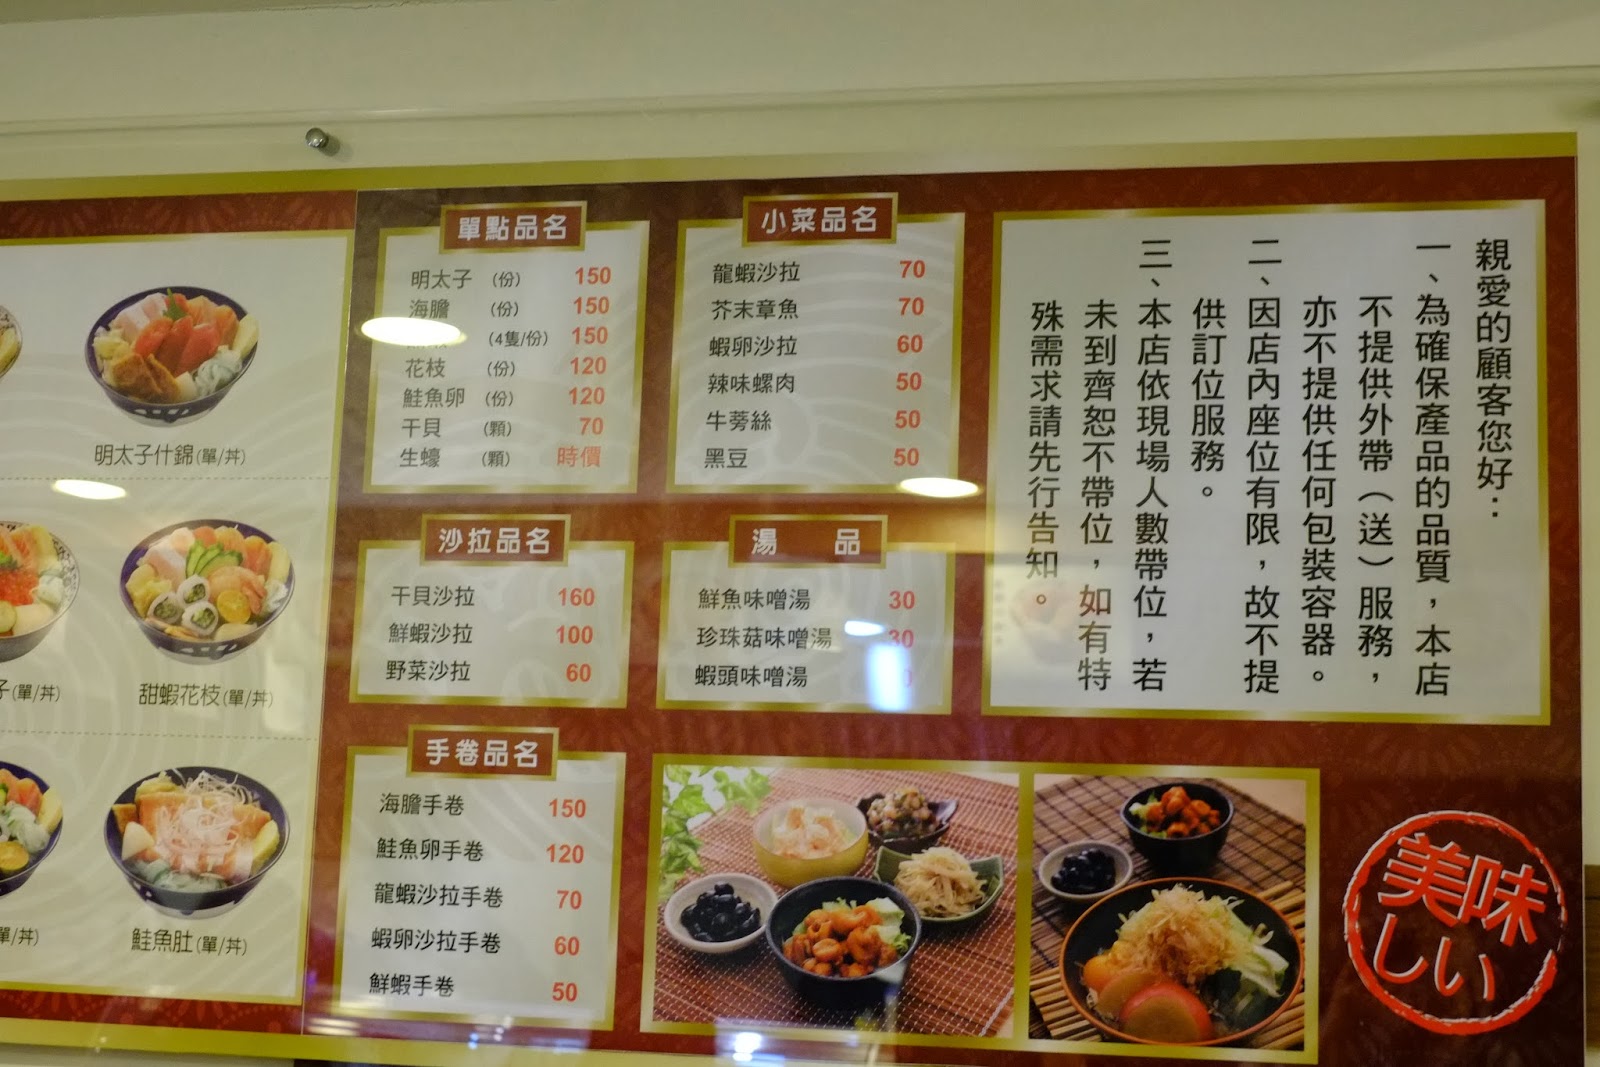 明太子什錦(單/丼)
子(單/丼)
甜蝦花枝(單/丼)
單/丼)
鮭魚肚(單/丼)
單點品名
明太子 (份) 150
海膽 (份) 150
(4隻/份) 150
花枝 (份) 120
鮭魚卵 (份) 120
干貝 (顆) 70
生蠔 (顆) 時價
小菜品名
龍蝦沙拉 70
芥末章魚 70
蝦卵沙拉 60
辣味螺肉 50
牛蒡絲 50
黑豆 50
沙拉品名
干貝沙拉 160
鮮蝦沙拉 100
野菜沙拉 60
湯 品
鮮魚味噌湯 30
珍珠菇味噌湯 30
蝦頭味噌湯
手卷品名
海膽手卷 150
鮭魚卵手卷 120
龍蝦沙拉手卷 70
蝦卵沙拉手卷 60
鮮蝦手卷 50
親愛的顧客您好：
一、為確保產品的品質，本店
不提供外帶（送）服務，
亦不提供任何包裝容器。
二、因店內座位有限，故不提
供訂位服務。
三、本店依現場人數帶位，若
未到齊恕不帶位，如有特
殊需求請先行告知。
美味
しい